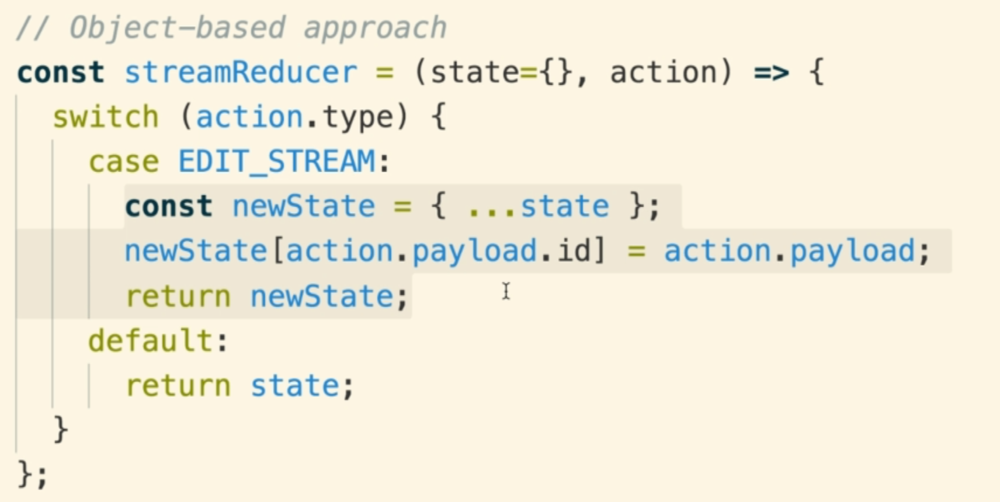 // Object-based approach
const streamReducer = (state={}, action) => {
  switch (action.type) {
    case EDIT_STREAM:
      const newState = { ...state };
      newState[action.payload.id] = action.payload;
      return newState;
    default:
      return state;
  }
};